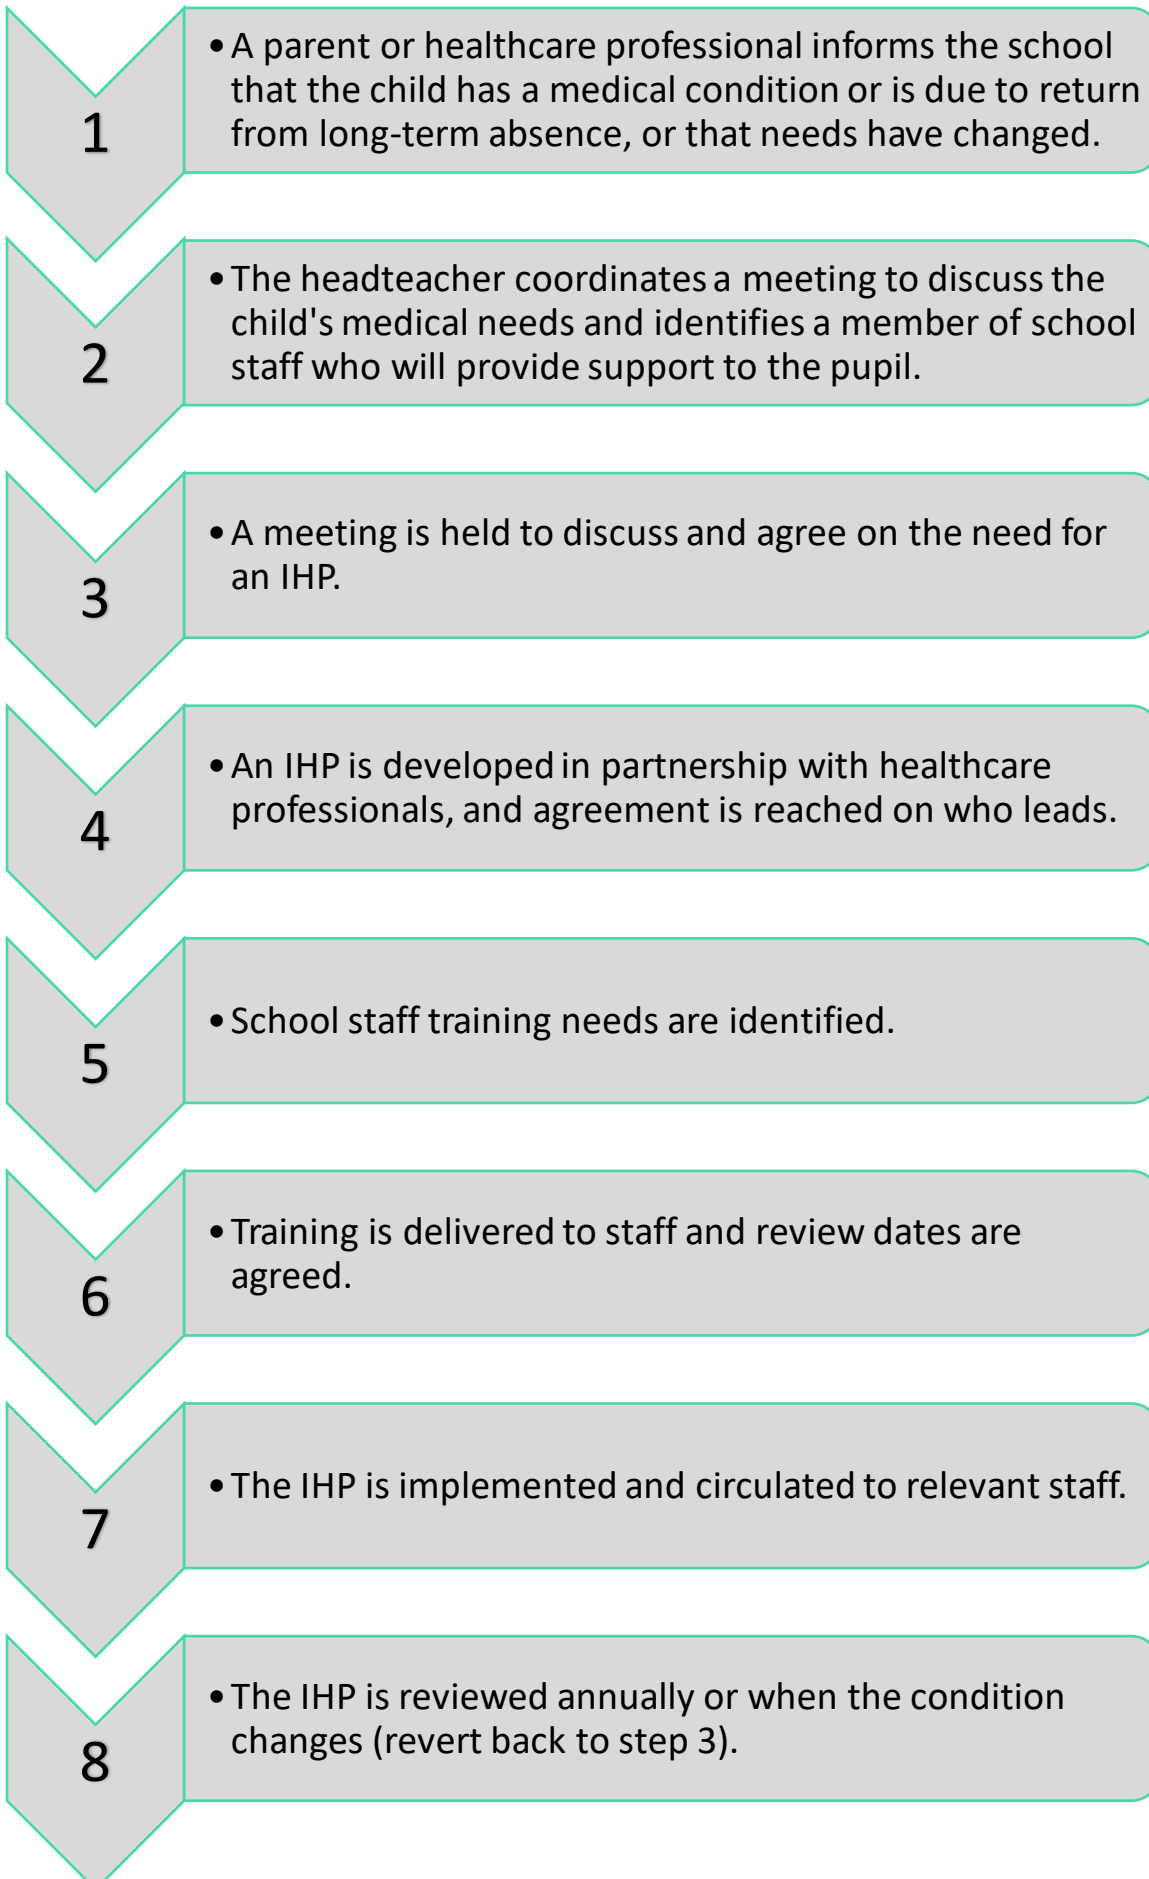 1
• A parent or healthcare professional informs the school
that the child has a medical condition or is due to return
from long-term absence, or that needs have changed.
2
• The headteacher coordinates a meeting to discuss the
child's medical needs and identifies a member of school
staff who will provide support to the pupil.
3
• A meeting is held to discuss and agree on the need for
an IHP.
4
• An IHP is developed in partnership with healthcare
professionals, and agreement is reached on who leads.
5
• School staff training needs are identified.
6
• Training is delivered to staff and review dates are
agreed.
7
• The IHP is implemented and circulated to relevant staff.
8
• The IHP is reviewed annually or when the condition
changes (revert back to step 3).